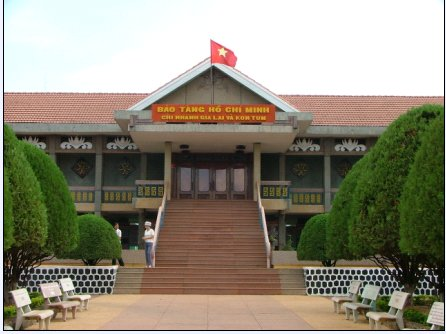 BẢO TÀNG HỒ CHÍ MINH
CHI NHÁNH GIA LAI VÀ KON TUM